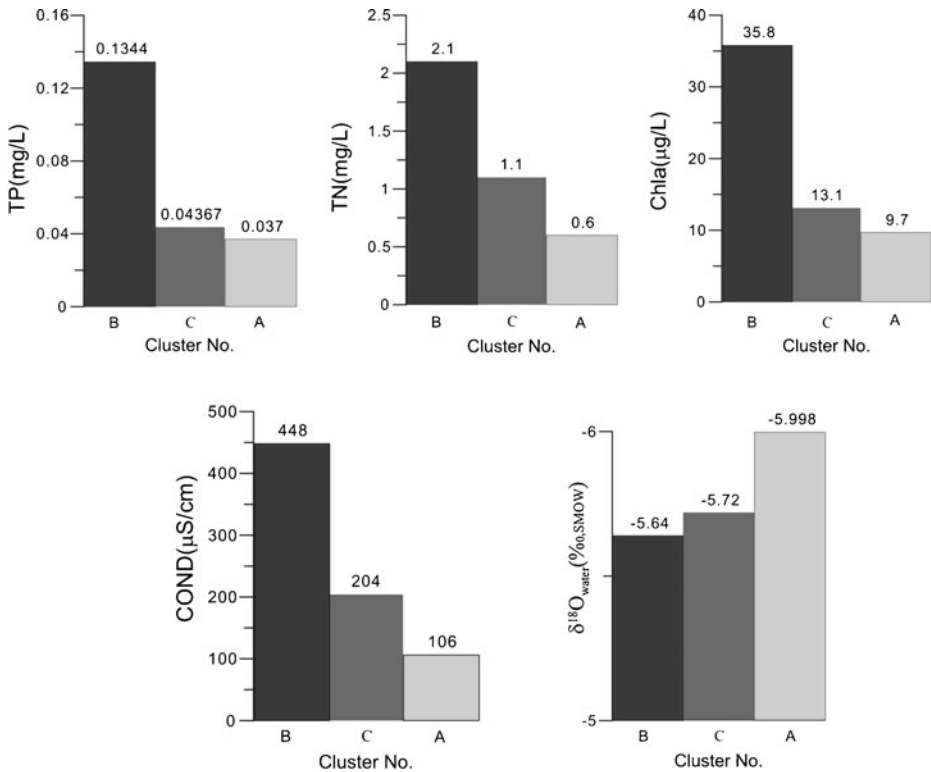 TP(mg/L)
0.16
0.12
0.08
0.04
0
0.1344
0.04367
0.037
B C A
Cluster No.
TN(mg/L)
2.5
2
1.5
1
0.5
0
2.1
1.1
0.6
B C A
Cluster No.
Chla(µg/L)
40
30
20
10
0
35.8
13.1
9.7
B C A
Cluster No.
COND(µS/cm)
500
400
300
200
100
0
448
204
106
B C A
Cluster No.
δ¹⁸Owater(%00,SMOW)
-6
-5
-5.64
-5.72
-5.998
B C A
Cluster No.